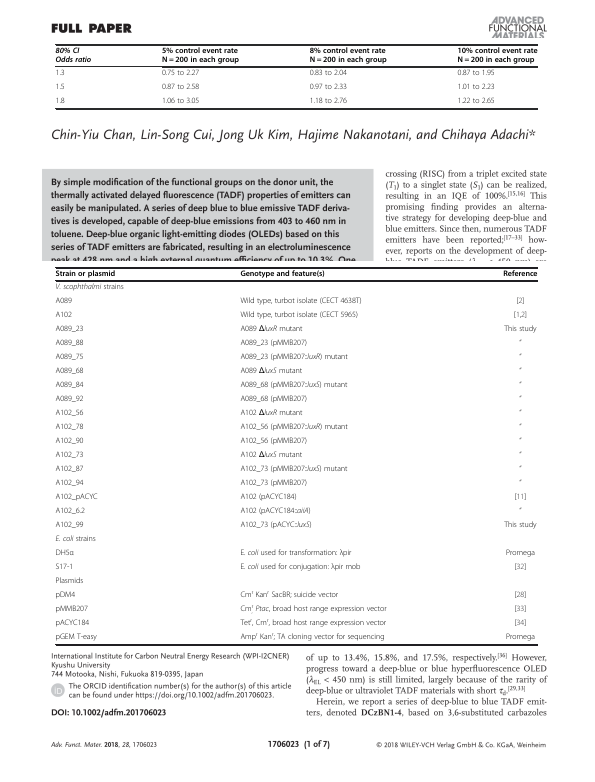 FULL PAPER
ADVANCED
FUNCTIONAL
MATERIALS
80% CI 5% control event rate 8% control event rate 10% control event rate
Odds ratio N = 200 in each group N = 200 in each group N = 200 in each group
1.3 0.75 to 2.27 0.83 to 2.04 0.87 to 1.95
1.5 0.87 to 2.58 0.97 to 2.33 1.01 to 2.23
1.8 1.06 to 3.05 1.18 to 2.76 1.22 to 2.65
Chin-Yiu Chan, Lin-Song Cui, Jong Uk Kim, Hajime Nakanotani, and Chihaya Adachi*
By simple modification of the functional groups on the donor unit, the
thermally activated delayed fluorescence (TADF) properties of emitters can
easily be manipulated. A series of deep blue to blue emissive TADF deriva-
tives is developed, capable of deep-blue emissions from 403 to 460 nm in
toluene. Deep-blue organic light-emitting diodes (OLEDs) based on this
series of TADF emitters are fabricated, resulting in an electroluminescence
peak at 428 nm and a high external quantum efficiency of up to 10.3%. One
crossing (RISC) from a triplet excited state
(T1) to a singlet state (S1) can be realized,
resulting in an IQE of 100%.[15,16] This
promising finding provides an alterna-
tive strategy for developing deep-blue and
blue emitters. Since then, numerous TADF
emitters have been reported;[17–33] how-
ever, reports on the development of deep-
Strain or plasmid Genotype and feature(s) Reference
V. scophthalmi strains
A089 Wild type, turbot isolate (CECT 4638T) [2]
A102 Wild type, turbot isolate (CECT 5965) [1,2]
A089_23 A089 ΔluxR mutant This study
A089_88 A089_23 (pMMB207) "
A089_75 A089_23 (pMMB207::luxR) mutant "
A089_68 A089 ΔluxS mutant "
A089_84 A089_68 (pMMB207::luxS) mutant "
A089_92 A089_68 (pMMB207) "
A102_56 A102 ΔluxR mutant "
A102_78 A102_56 (pMMB207::luxR) mutant "
A102_90 A102_56 (pMMB207) "
A102_73 A102 ΔluxS mutant "
A102_87 A102_73 (pMMB207::luxS) mutant "
A102_94 A102_73 (pMMB207) "
A102_pACYC A102 (pACYC184) [11]
A102_6.2 A102 (pACYC184::aiiA) "
A102_99 A102_73 (pACYC::luxS) This study
E. coli strains
DH5α E. coli used for transformation: λpir Promega
S17-1 E. coli used for conjugation: λpir mob [32]
Plasmids
pDM4 Cmr Kanr SacBR; suicide vector [28]
pMMB207 Cmr Ptac, broad host range expression vector [33]
pACYC184 Tetr, Cmr, broad host range expression vector [34]
pGEM T-easy Ampr Kanr; TA cloning vector for sequencing Promega
International Institute for Carbon Neutral Energy Research (WPI-I2CNER)
Kyushu University
744 Motooka, Nishi, Fukuoka 819-0395, Japan
iD The ORCID identification number(s) for the author(s) of this article
can be found under https://doi.org/10.1002/adfm.201706023.
DOI: 10.1002/adfm.201706023
of up to 13.4%, 15.8%, and 17.5%, respectively.[36] However,
progress toward a deep-blue or blue hyperfluorescence OLED
(λEL < 450 nm) is still limited, largely because of the rarity of
deep-blue or ultraviolet TADF materials with short τd.[29,33]
Herein, we report a series of deep-blue to blue TADF emit-
ters, denoted DCzBN1-4, based on 3,6-substituted carbazoles
Adv. Funct. Mater. 2018, 28, 1706023 1706023 (1 of 7) © 2018 WILEY-VCH Verlag GmbH & Co. KGaA, Weinheim